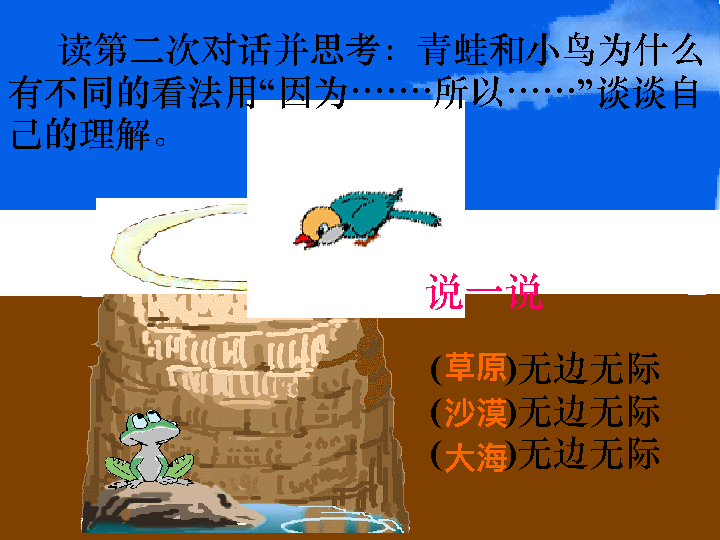 读第二次对话并思考：青蛙和小鸟为什么
有不同的看法用“因为·······所以······”谈谈自
己的理解。
说一说
(草原)无边无际
(沙漠)无边无际
(大海)无边无际